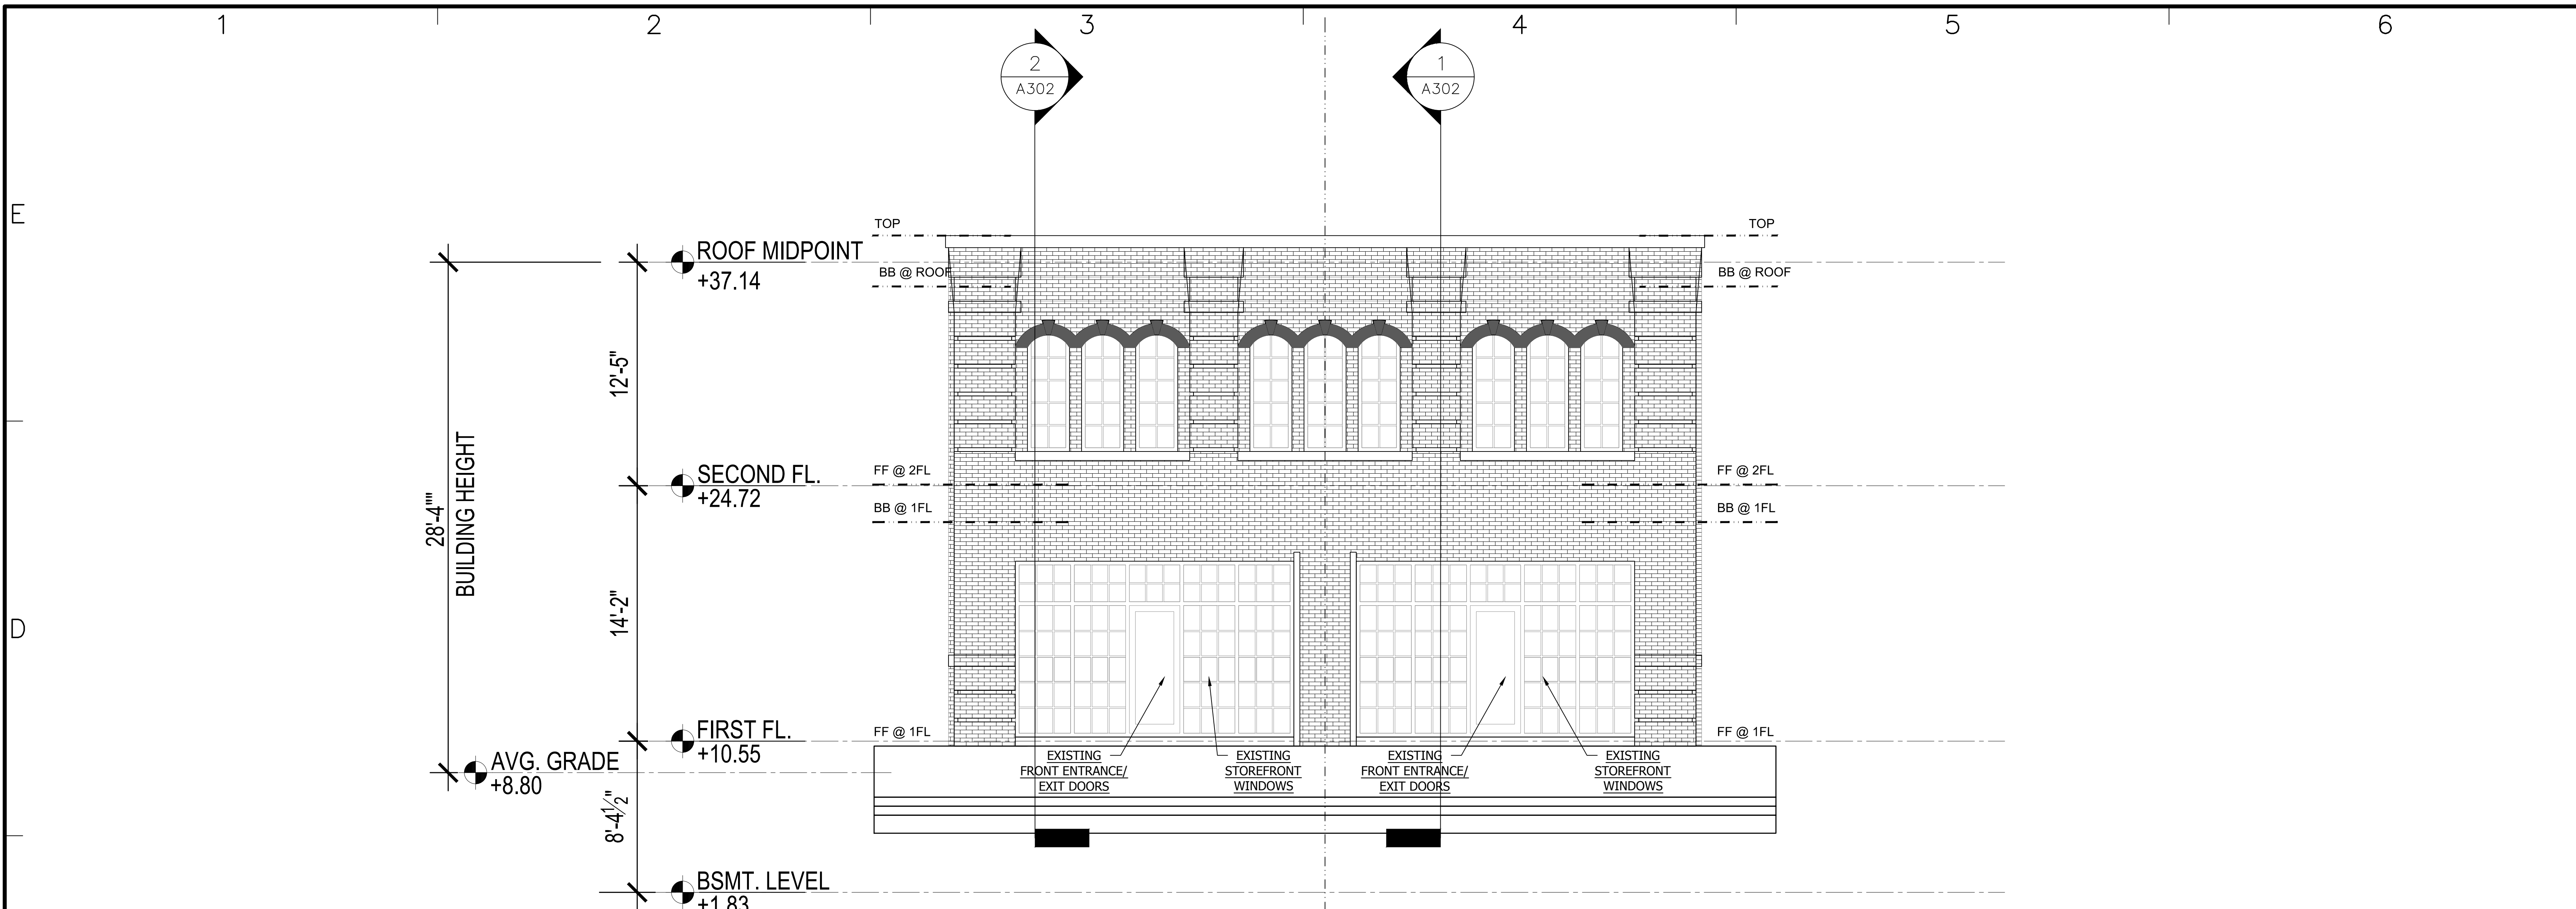 1 2 3 4 5 6
2
A302
1
A302
E
TOP
TOP
ROOF MIDPOINT
+37.14
BB @ ROOF
BB @ ROOF
12'-5"
28'-4""
BUILDING HEIGHT
SECOND FL.
+24.72
FF @ 2FL
FF @ 2FL
BB @ 1FL
BB @ 1FL
14'-2"
D
FIRST FL.
+10.55
FF @ 1FL
FF @ 1FL
AVG. GRADE
+8.80
EXISTING
FRONT ENTRANCE/
EXIT DOORS
EXISTING
STOREFRONT
WINDOWS
EXISTING
FRONT ENTRANCE/
EXIT DOORS
EXISTING
STOREFRONT
WINDOWS
8'-4½"
BSMT. LEVEL
+1.83